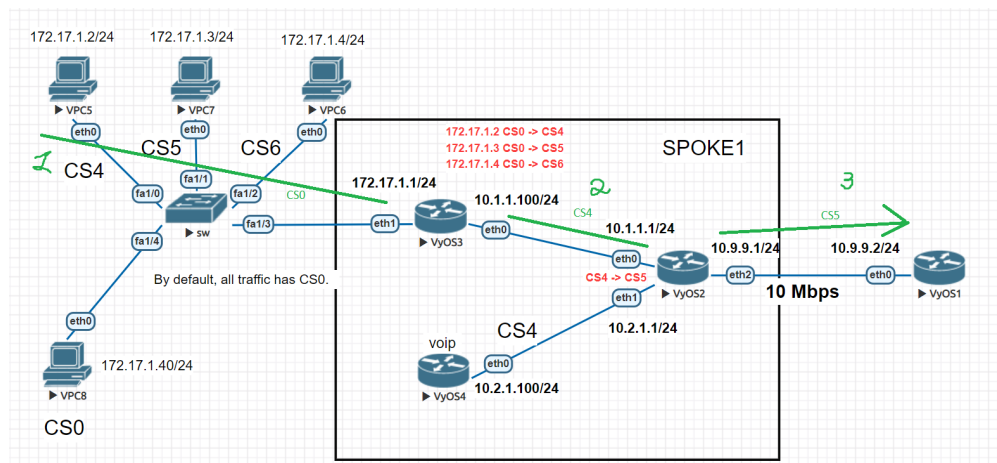 172.17.1.2/24
172.17.1.3/24
172.17.1.4/24
VPC5
VPC7
VPC6
eth0
eth0
eth0
1
CS4
CS5
CS6
fa1/0
fa1/1
fa1/2
fa1/3
fa1/4
sw
CS0
By default, all traffic has CS0.
eth0
172.17.1.40/24
VPC8
CS0
172.17.1.2 CS0 -> CS4
172.17.1.3 CS0 -> CS5
172.17.1.4 CS0 -> CS6
SPOKE1
172.17.1.1/24
10.1.1.100/24
eth1
eth0
VyOS3
2
CS4
10.1.1.1/24
eth0
CS4 -> CS5
eth1
eth2
VyOS2
10.2.1.1/24
3
CS5
10.9.9.1/24
10.9.9.2/24
eth0
10 Mbps
VyOS1
CS4
voip
eth0
10.2.1.100/24
VyOS4